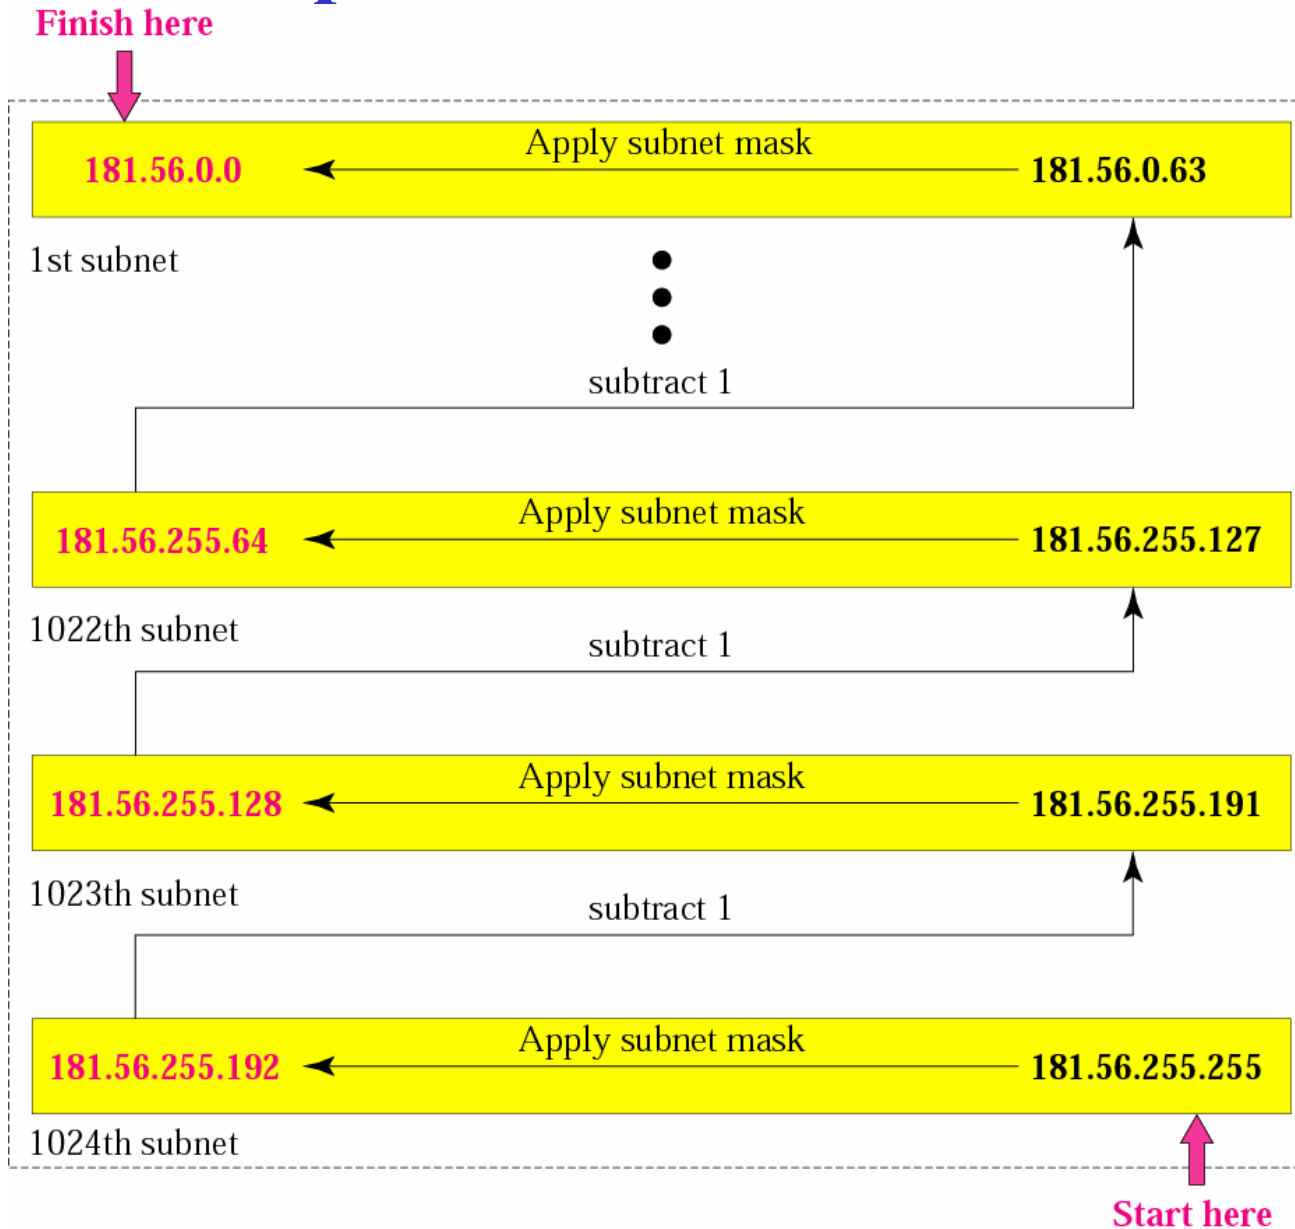 Finish here
Apply subnet mask
181.56.0.0
181.56.0.63
1st subnet
subtract 1
Apply subnet mask
181.56.255.64
181.56.255.127
1022th subnet
subtract 1
Apply subnet mask
181.56.255.128
181.56.255.191
1023th subnet
subtract 1
Apply subnet mask
181.56.255.192
181.56.255.255
1024th subnet
Start here